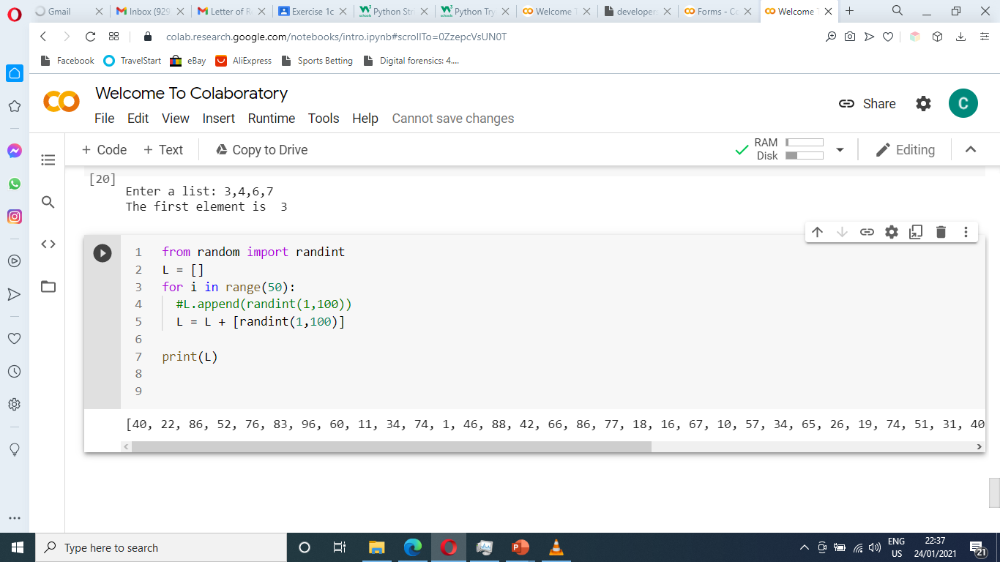 Gmail
Inbox (929
Letter of R
Exercise 1c
Python Str
Python Try
Welcome T
developer
Forms - Co
Welcome T
colab.research.google.com/notebooks/intro.ipynb#scrollTo=0ZzepcVsUN0T
Facebook
TravelStart
eBay
AliExpress
Sports Betting
Digital forensics: 4....
Welcome To Colaboratory
File Edit View Insert Runtime Tools Help Cannot save changes
Share
C
+ Code + Text Copy to Drive
RAM
Disk
Editing
[20]
Enter a list: 3,4,6,7
The first element is  3
1 from random import randint
2 L = []
3 for i in range(50):
4 #L.append(randint(1,100))
5 L = L + [randint(1,100)]
6
7 print(L)
8
9
[40, 22, 86, 52, 76, 83, 96, 60, 11, 34, 74, 1, 46, 88, 42, 66, 86, 77, 18, 16, 67, 10, 57, 34, 65, 26, 19, 74, 51, 31, 40
Type here to search
ENG
US
22:37
24/01/2021
21